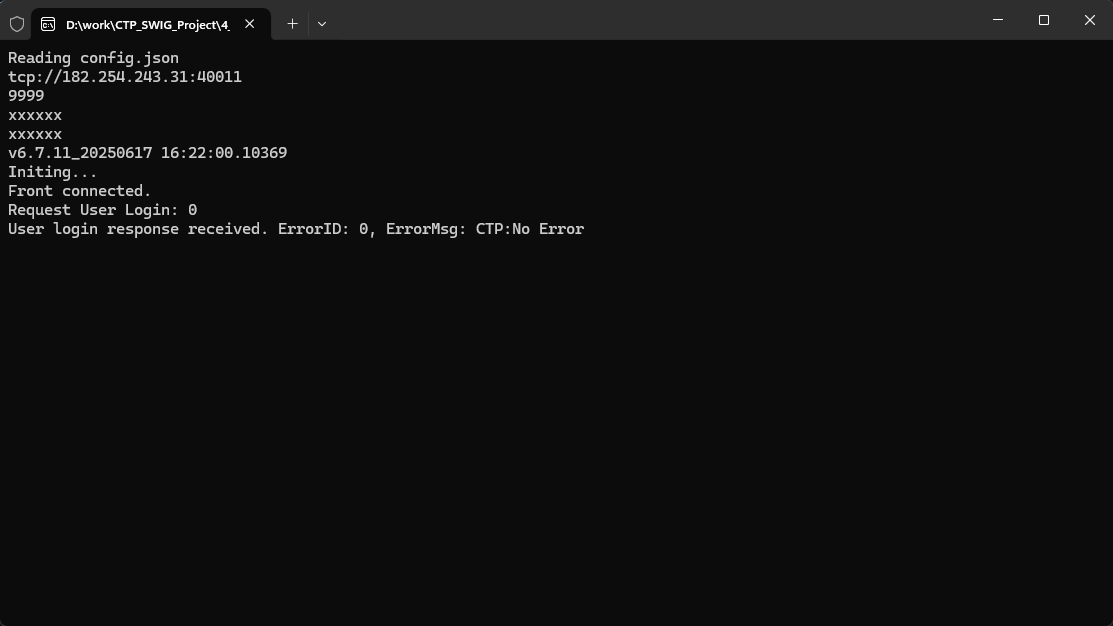 D:\work\CTP_SWIG_Project\4_
Reading config.json
tcp://182.254.243.31:40011
9999
xxxxxx
xxxxxx
v6.7.11_20250617 16:22:00.10369
Initing...
Front connected.
Request User Login: 0
User login response received. ErrorID: 0, ErrorMsg: CTP:No Error